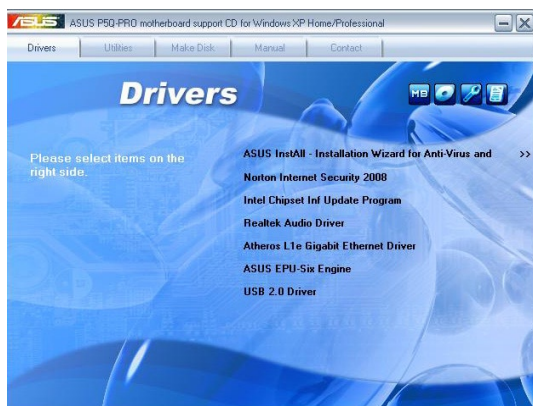 ASUS ASUS P5Q-PRO motherboard support CD for Windows XP Home/Professional
Drivers Utilities Make Disk Manual Contact
Drivers
MB
Please select items on the
right side.
ASUS InstAll - Installation Wizard for Anti-Virus and >>
Norton Internet Security 2008
Intel Chipset Inf Update Program
Realtek Audio Driver
Atheros L1e Gigabit Ethernet Driver
ASUS EPU-Six Engine
USB 2.0 Driver